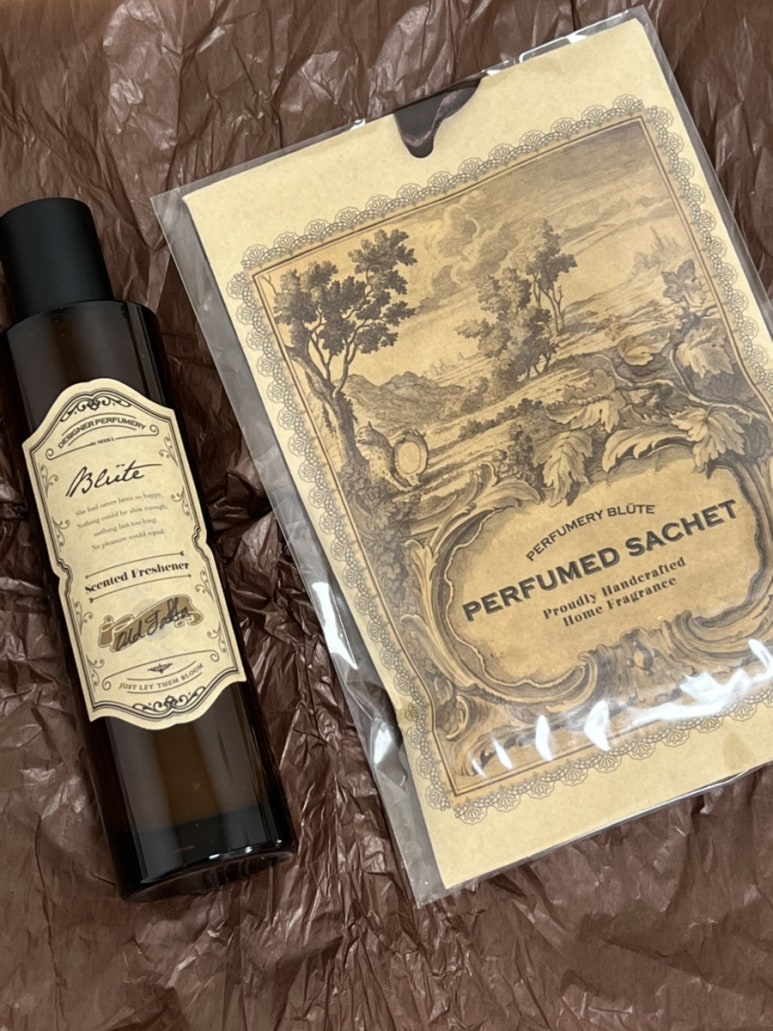 DESIGNER PERFUMERY
Blüte
She had never been so happy.
Nothing could be slow enough,
nothing last too long.
No pleasure could equal.
Scented Freshener
JUST LET THEM BLOOM
PERFUMERY BLÜTE
PERFUMED SACHET
Proudly Handcrafted
Home Fragrance